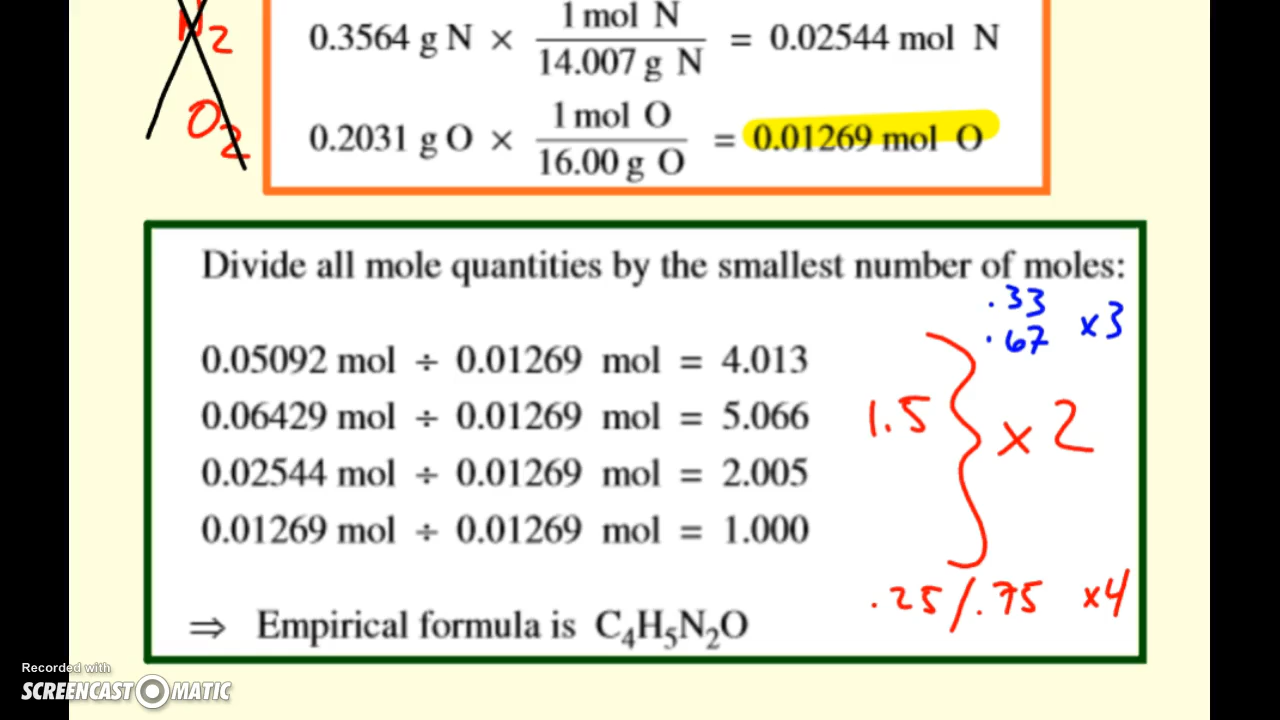 N2
O2
0.3564 g N × 1 mol N / 14.007 g N = 0.02544 mol N
0.2031 g O × 1 mol O / 16.00 g O = 0.01269 mol O
Divide all mole quantities by the smallest number of moles:
.33
.67 x3
0.05092 mol ÷ 0.01269 mol = 4.013
0.06429 mol ÷ 0.01269 mol = 5.066
1.5 x 2
0.02544 mol ÷ 0.01269 mol = 2.005
0.01269 mol ÷ 0.01269 mol = 1.000
.25/.75 x4
⇒ Empirical formula is C₄H₅N₂O
Recorded with
SCREENCAST MATIC